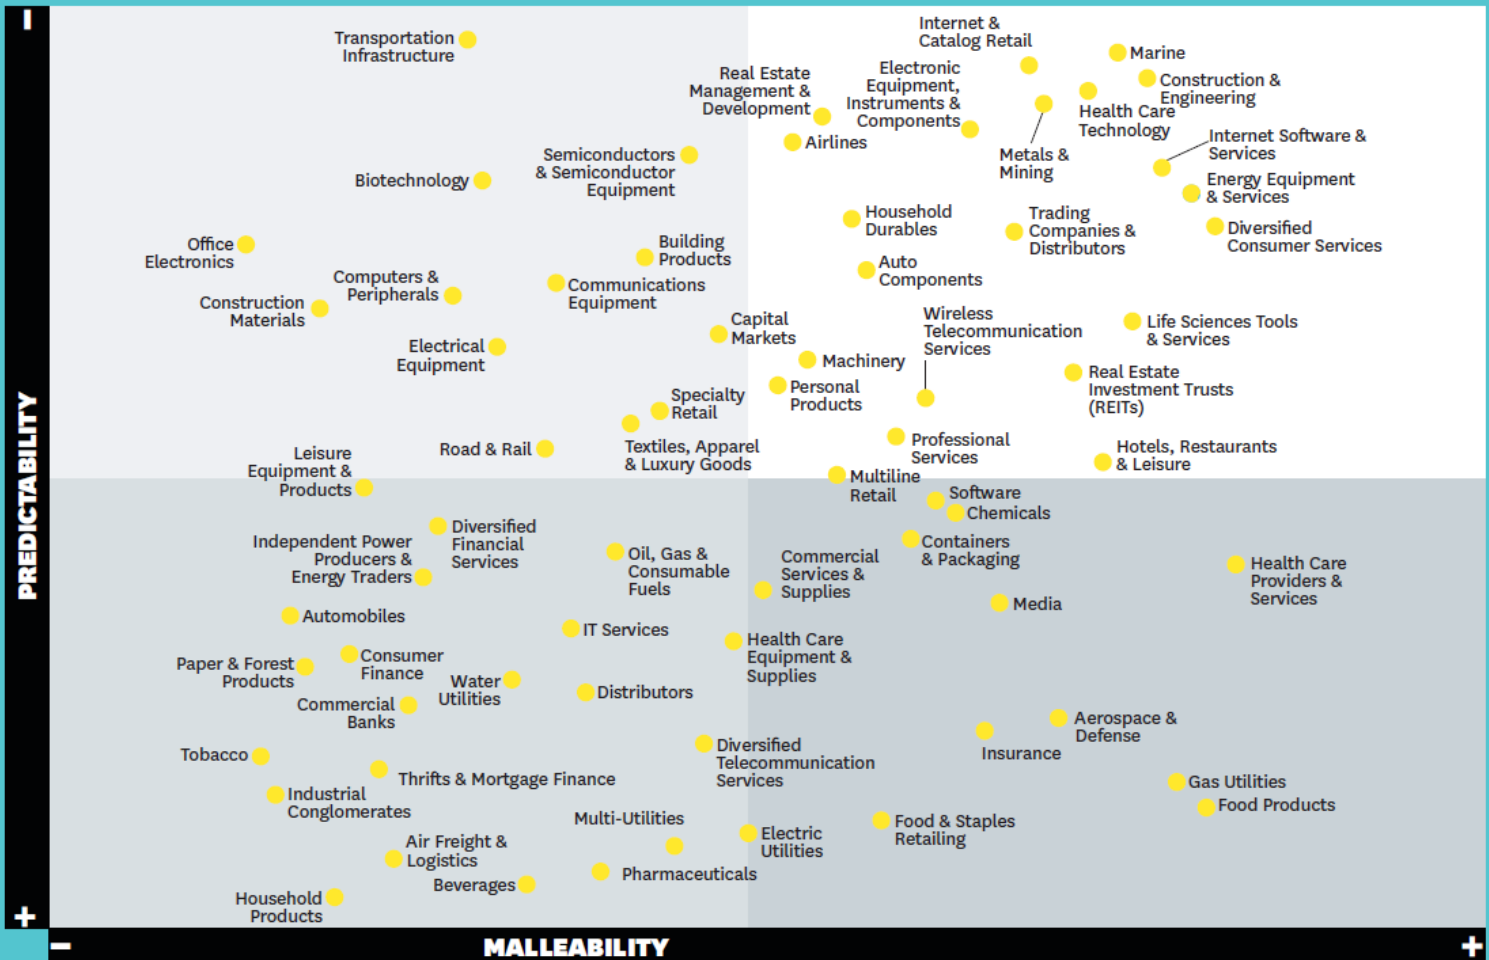 Internet &
Catalog Retail
Transportation
Infrastructure
Marine
Electronic
Equipment,
Instruments &
Components
Real Estate
Management &
Development
Construction &
Engineering
Health Care
Technology
Airlines
Metals &
Mining
Internet Software &
Services
Semiconductors
& Semiconductor
Equipment
Biotechnology
Energy Equipment
& Services
Household
Durables
Trading
Companies &
Distributors
Diversified
Consumer Services
Office
Electronics
Building
Products
Auto
Components
Computers &
Peripherals
Communications
Equipment
Construction
Materials
Capital
Markets
Wireless
Telecommunication
Services
Life Sciences Tools
& Services
Electrical
Equipment
Machinery
Real Estate
Investment Trusts
(REITs)
Personal
Products
Specialty
Retail
Textiles, Apparel
& Luxury Goods
Road & Rail
Professional
Services
Hotels, Restaurants
& Leisure
Leisure
Equipment &
Products
Multiline
Retail
Software
Chemicals
Diversified
Financial
Services
Independent Power
Producers &
Energy Traders
Oil, Gas &
Consumable
Fuels
Containers
& Packaging
Commercial
Services &
Supplies
Health Care
Providers &
Services
Media
Automobiles
IT Services
Health Care
Equipment &
Supplies
Consumer
Finance
Paper & Forest
Products
Water
Utilities
Distributors
Commercial
Banks
Aerospace &
Defense
Insurance
Tobacco
Diversified
Telecommunication
Services
Thrifts & Mortgage Finance
Gas Utilities
Food Products
Industrial
Conglomerates
Multi-Utilities
Electric
Utilities
Food & Staples
Retailing
Air Freight &
Logistics
Pharmaceuticals
Beverages
Household
Products
PREDICTABILITY
–
+
MALLEABILITY
–
+